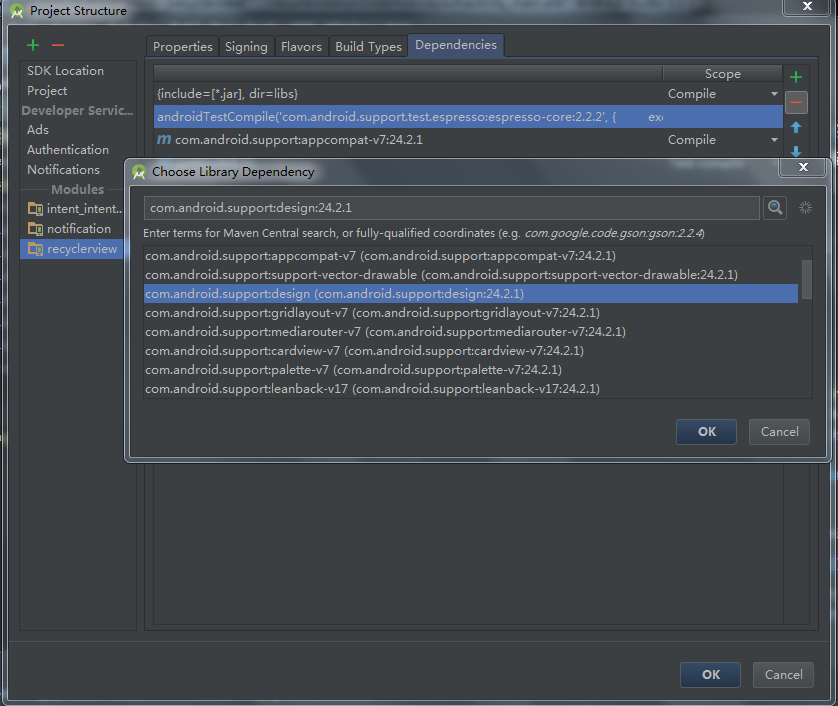 Project Structure
Properties Signing Flavors Build Types Dependencies
SDK Location
Project
Developer Servic...
Ads
Authentication
Notifications
Modules
intent_intent..
notification
recyclerview
Scope
{include=[*.jar], dir=libs} Compile
androidTestCompile('com.android.support.test.espresso:espresso-core:2.2.2', { exc
m com.android.support:appcompat-v7:24.2.1 Compile
Choose Library Dependency
com.android.support:design:24.2.1
Enter terms for Maven Central search, or fully-qualified coordinates (e.g. com.google.code.gson:gson:2.2.4)
com.android.support:appcompat-v7 (com.android.support:appcompat-v7:24.2.1)
com.android.support:support-vector-drawable (com.android.support:support-vector-drawable:24.2.1)
com.android.support:design (com.android.support:design:24.2.1)
com.android.support:gridlayout-v7 (com.android.support:gridlayout-v7:24.2.1)
com.android.support:mediarouter-v7 (com.android.support:mediarouter-v7:24.2.1)
com.android.support:cardview-v7 (com.android.support:cardview-v7:24.2.1)
com.android.support:palette-v7 (com.android.support:palette-v7:24.2.1)
com.android.support:leanback-v17 (com.android.support:leanback-v17:24.2.1)
OK Cancel
OK Cancel